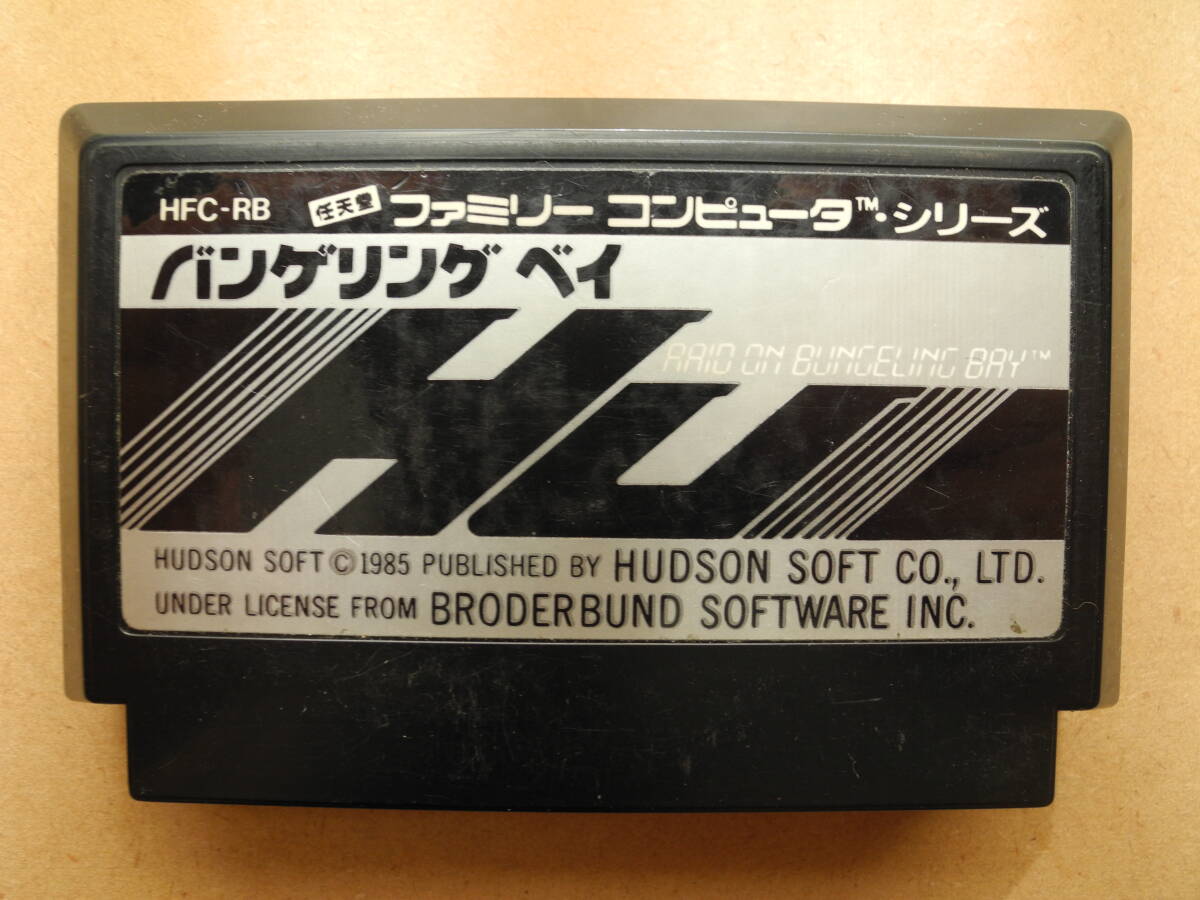 HFC-RB 任天堂 ファミリー コンピュータ™・シリーズ
バンゲリング ベイ
RAID ON BUNGELING BAY™
HUDSON SOFT © 1985 PUBLISHED BY HUDSON SOFT CO., LTD.
UNDER LICENSE FROM BRODERBUND SOFTWARE INC.